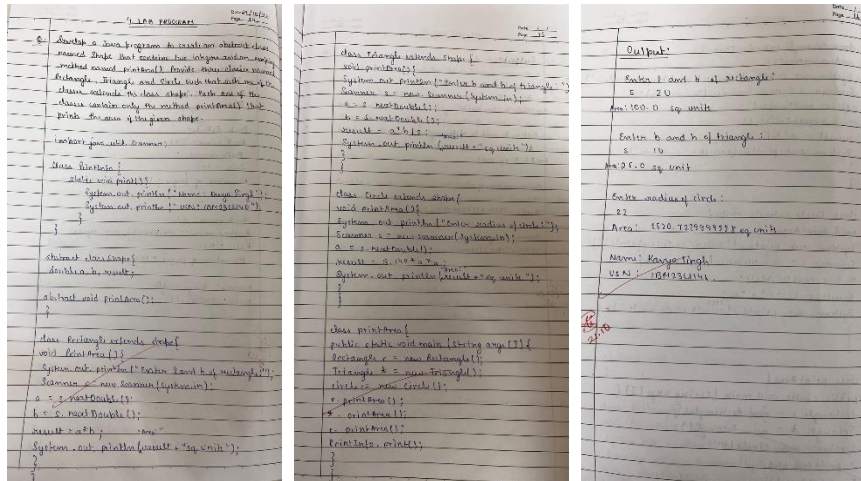 LAB PROGRAM
Q. Develop a Java program to create an abstract class
named Shape that contain two integers and an empty
method named printArea(). Provide three classes named
Rectangle, Triangle and Circle such that each one of the
classes extends the class shape. Each one of the
classes contain only the method printArea() that
prints the area of the given shape.
import java.util.Scanner;
class PrintInfo {
static void print() {
System.out.println("Name: Kavya Singh");
System.out.println("USN:
}
}
abstract class Shape{
double a, b, result;
abstract void printArea();
}
class Rectangle extends Shape{
void PrintArea(){
System.out.println("Enter l and b of rectangle:");
Scanner s = new Scanner(System.in);
a = s.nextDouble();
b = s.nextDouble();
result = a*b;
"Area:"
System.out.println(result + "sq units");
}
}
class Triangle extends Shape {
void printArea(){
System.out.println("Enter b and h of triangle:");
Scanner s = new Scanner(System.in);
a = s.nextDouble();
b = s.nextDouble();
result = a*b/2;
System.out.println(result + "sq units");
}
}
class Circle extends Shape{
void printArea(){
System.out.println("Enter radius of circle:");
Scanner s = new Scanner(System.in);
a = s.nextDouble();
result = 3.14*a*a;
"Area:"
System.out.println(result + "sq units");
}
}
class printArea{
public static void main (String args[]){
Rectangle r = new Rectangle();
Triangle t = new Triangle();
circle c = new Circle();
r.printArea();
t.printArea();
c.printArea();
PrintInfo.print();
}
}
Output:
Enter l and b of rectangle:
5 20
Area: 100.0 sq units
Enter b and h of triangle:
5 10
Area: 25.0 sq unit
Enter radius of circle:
22
Area: sq units
Name: Kavya Singh
USN: